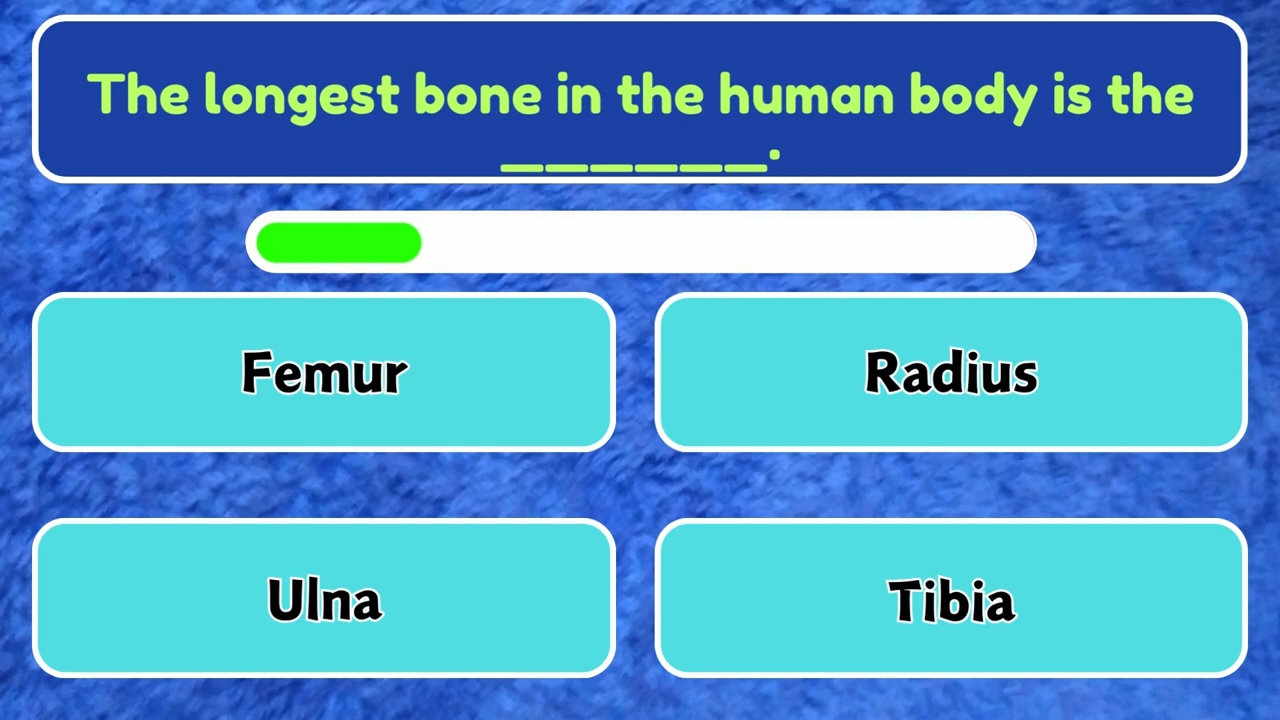 The longest bone in the human body is the
______.
Femur
Radius
Ulna
Tibia